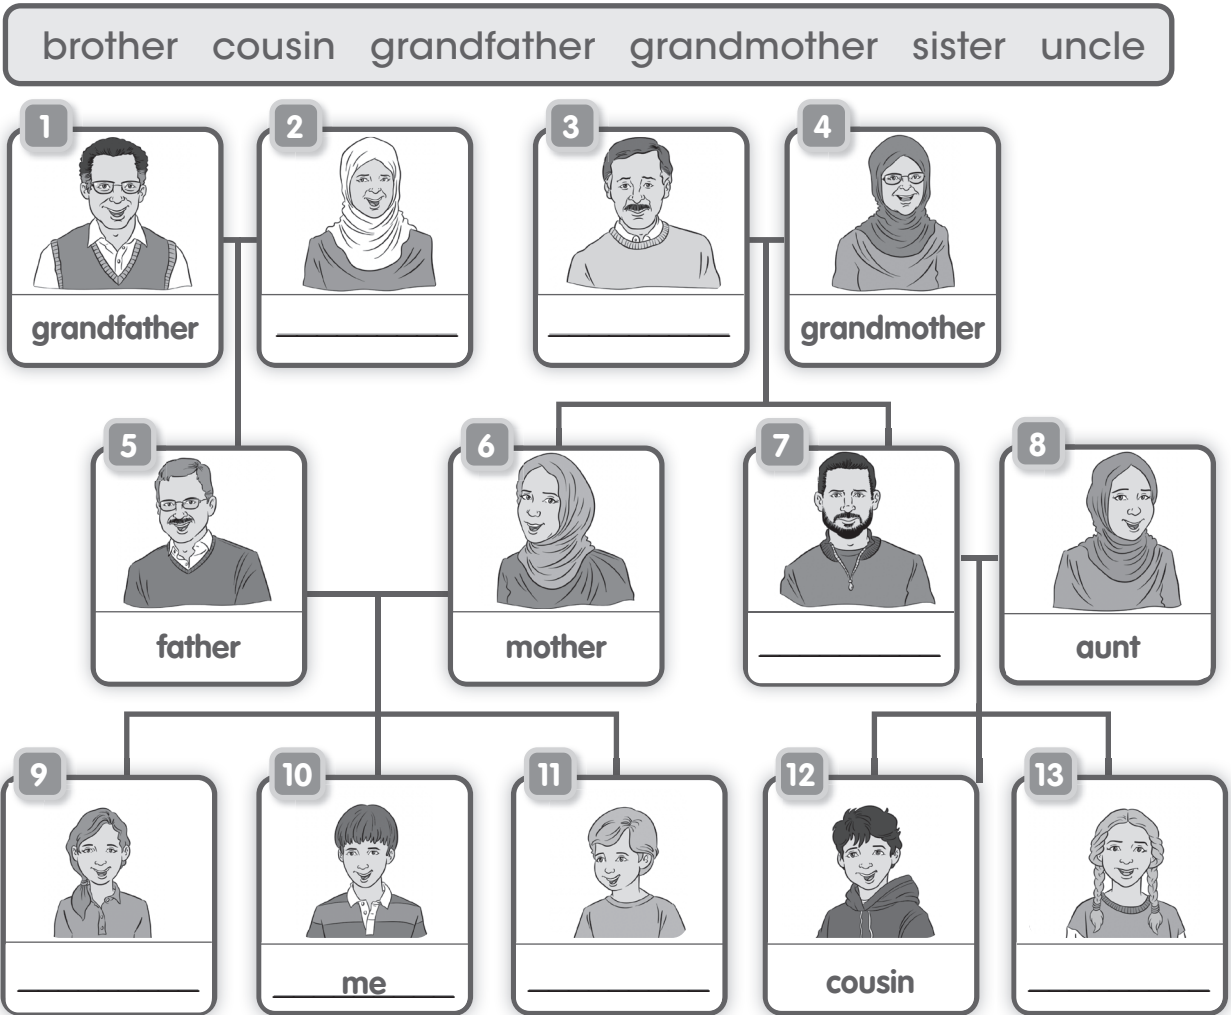 brother cousin grandfather grandmother sister uncle
1 2 3 4
grandfather grandmother
5 6 7 8
father mother aunt
9 10 11 12 13
me cousin